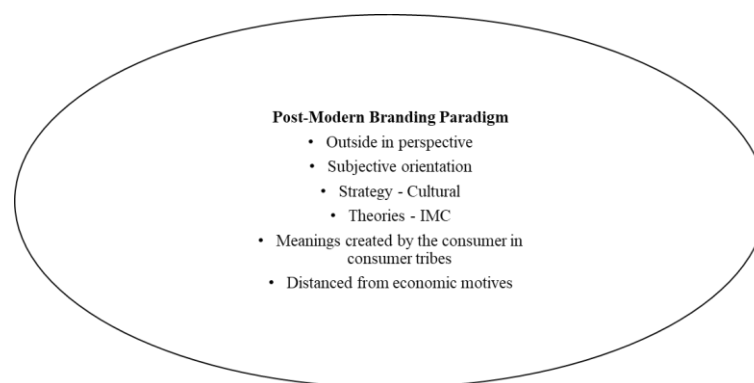 Post-Modern Branding Paradigm
• Outside in perspective
• Subjective orientation
• Strategy - Cultural
• Theories - IMC
• Meanings created by the consumer in
consumer tribes
• Distanced from economic motives